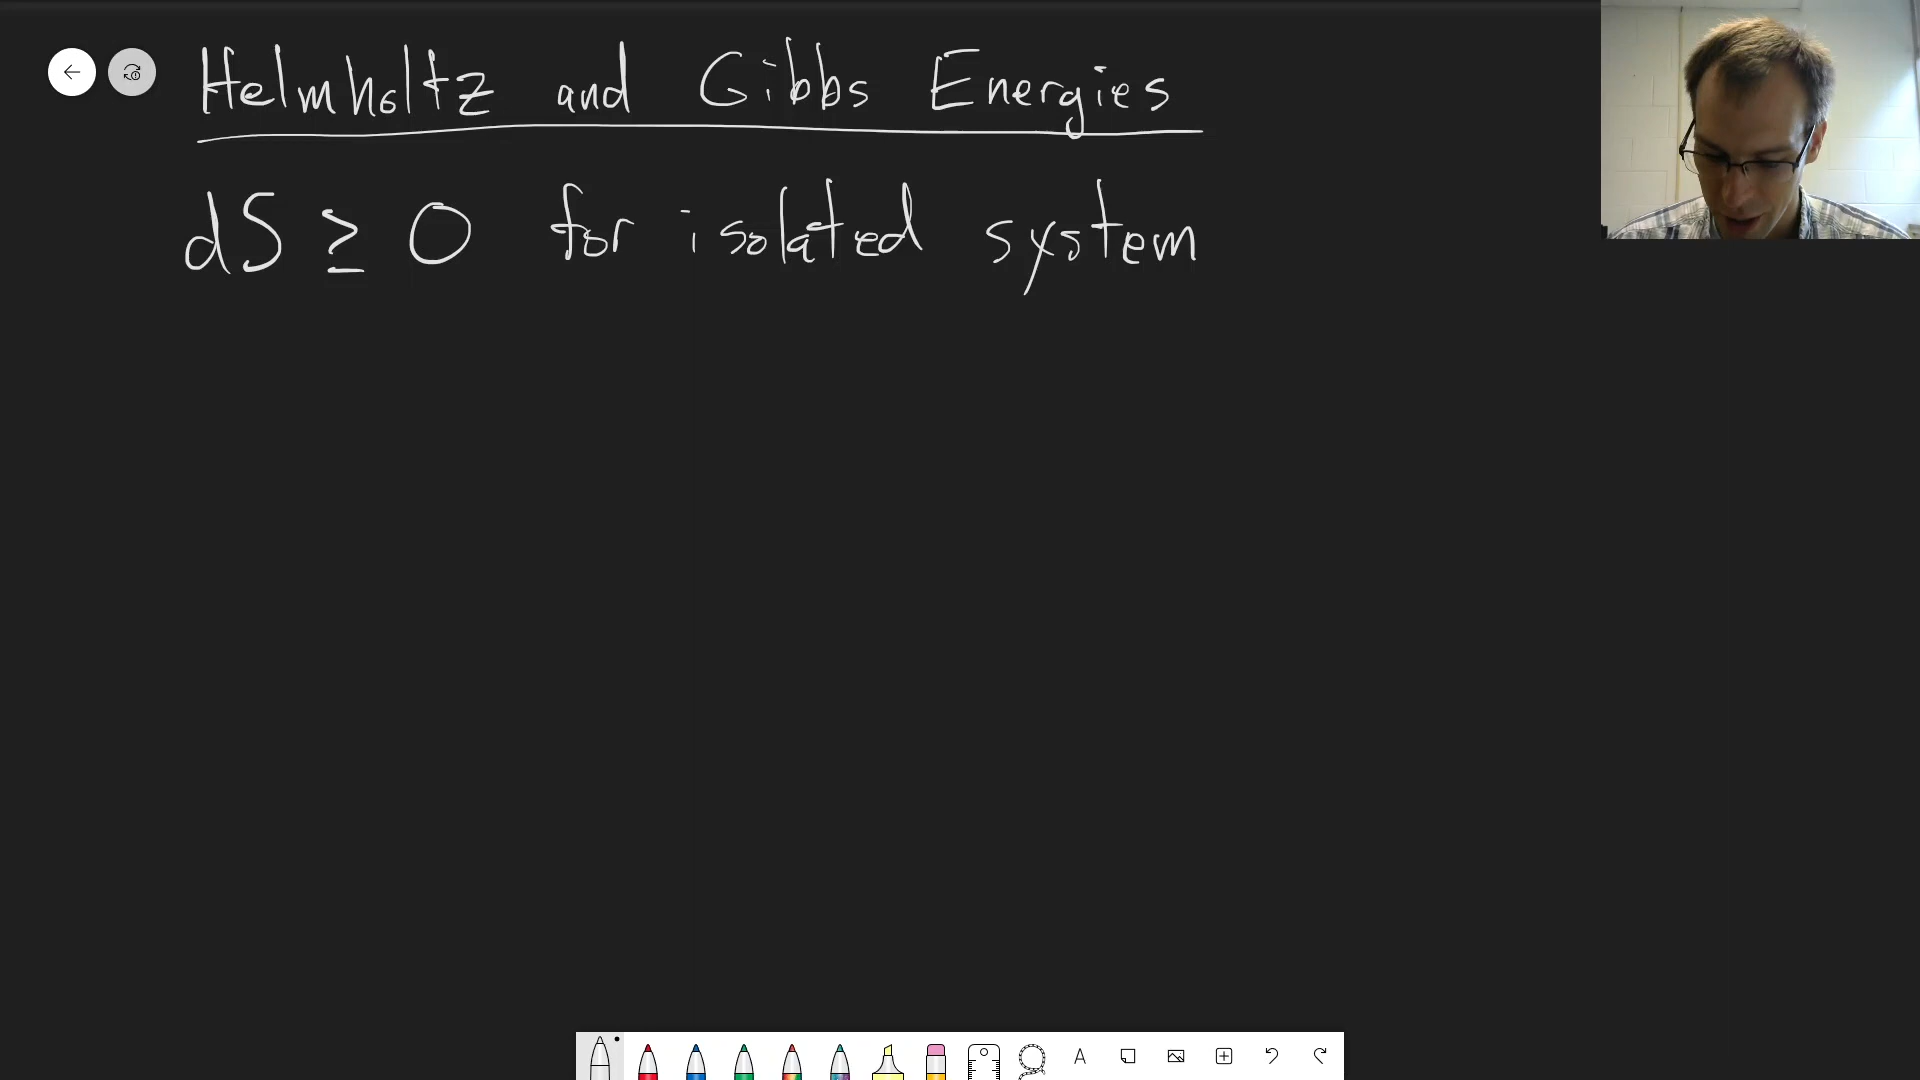 Helmholtz and Gibbs Energies
dS ≥ 0 for isolated system
A